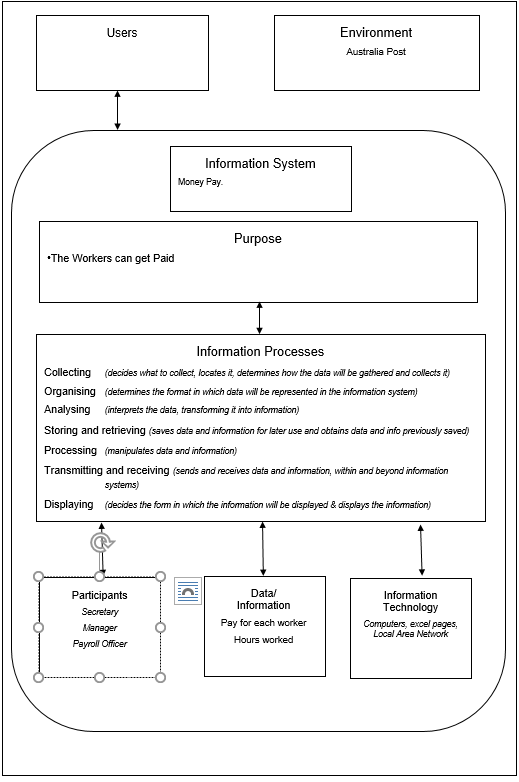 Users
Environment
Australia Post
Information System
Money Pay.
Purpose
•The Workers can get Paid
Information Processes
Collecting (decides what to collect, locates it, determines how the data will be gathered and collects it)
Organising (determines the format in which data will be represented in the information system)
Analysing (interprets the data, transforming it into information)
Storing and retrieving (saves data and information for later use and obtains data and info previously saved)
Processing (manipulates data and information)
Transmitting and receiving (sends and receives data and information, within and beyond information
systems)
Displaying (decides the form in which the information will be displayed & displays the information)
Participants
Secretary
Manager
Payroll Officer
Data/
Information
Pay for each worker
Hours worked
Information
Technology
Computers, excel pages,
Local Area Network